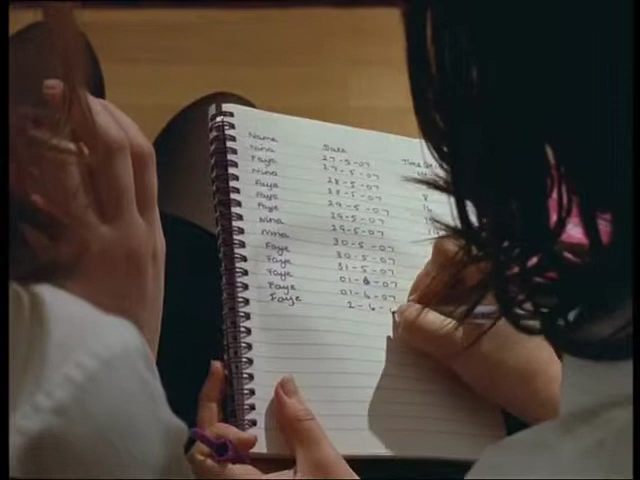 Name Date Time
Nina 27-5-07
Faye 27-5-07
Nina 28-5-07
Faye 28-5-07
Faye 29-5-07
Faye 29-5-07
Nina 29-5-07
Nina 30-5-07
Faye 30-5-07
Faye 31-5-07
Faye 01-6-07
Faye 01-6-07
Faye 2-6-